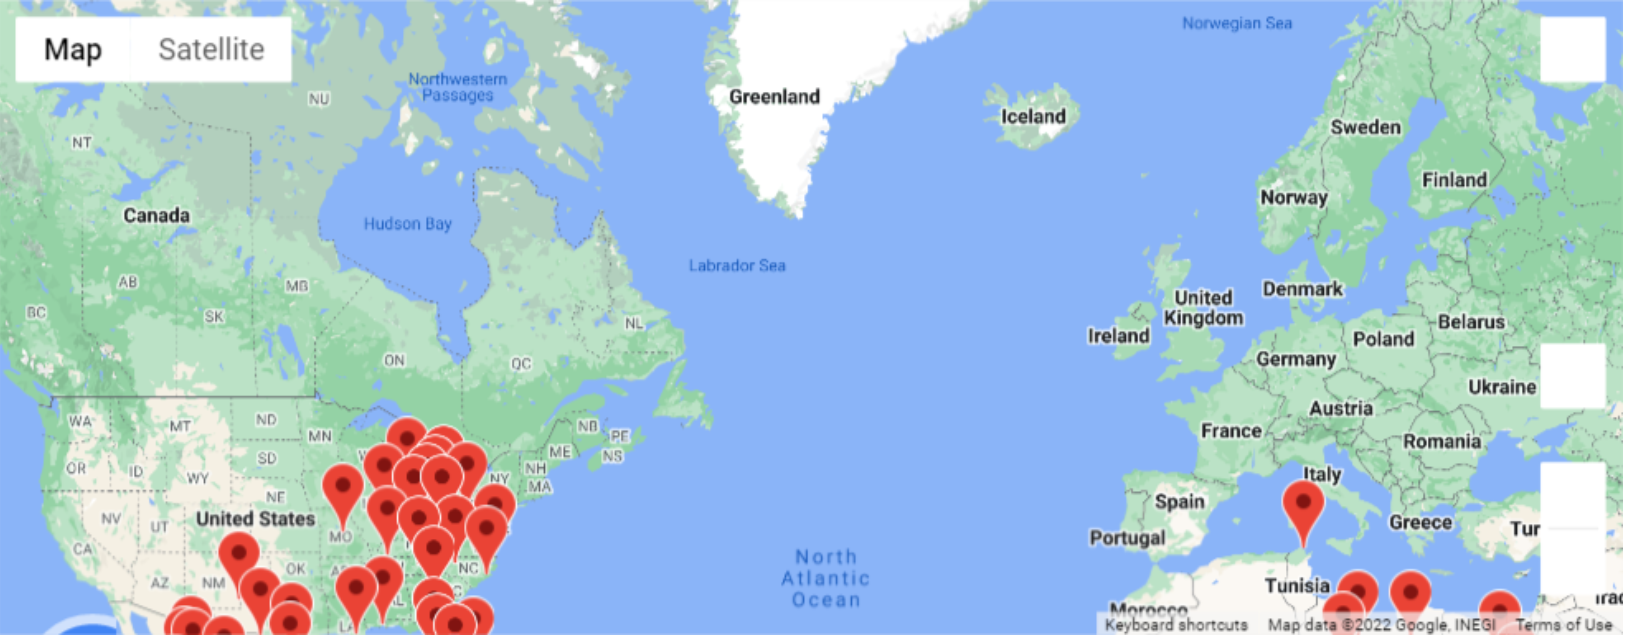 Map Satellite
Norwegian Sea
Northwestern
Passages
NU
Greenland
Iceland
Sweden
NT
Finland
Norway
Canada
Hudson Bay
Labrador Sea
AB
MB
Denmark
BC
SK
NL
United
Kingdom
Belarus
Ireland
Poland
ON
QC
Germany
Ukraine
Austria
WA
MT
ND
MN
NB
PE
France
Romania
OR
ID
SD
ME
NS
WY
NY
NH
MA
Italy
NE
Spain
NV
UT
United States
Greece
Tur
CA
MO
Portugal
North
Atlantic
Ocean
AZ
NM
OK
NC
Tunisia
Morocco
Keyboard shortcuts Map data ©2022 Google, INEGI Terms of Use